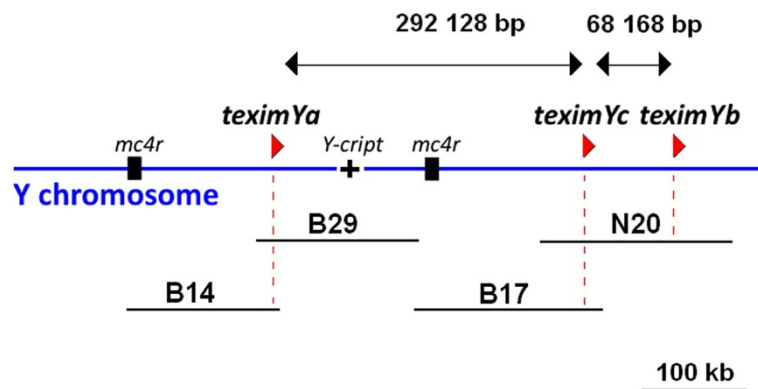 292 128 bp 68 168 bp
teximYa teximYc teximYb
mc4r Y-cript mc4r
Y chromosome
B29 N20
B14 B17
100 kb